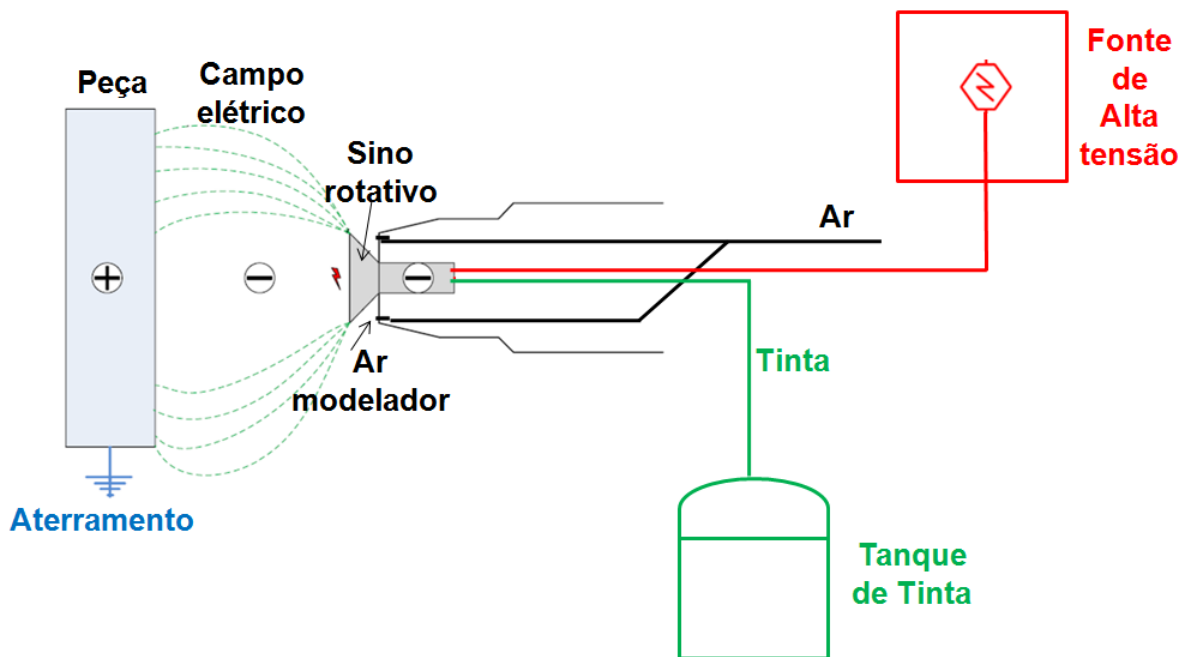 Peça
Campo
elétrico
Sino
rotativo
Ar
modelador
Aterramento
Ar
Tinta
Tanque
de Tinta
Fonte
de
Alta
tensão